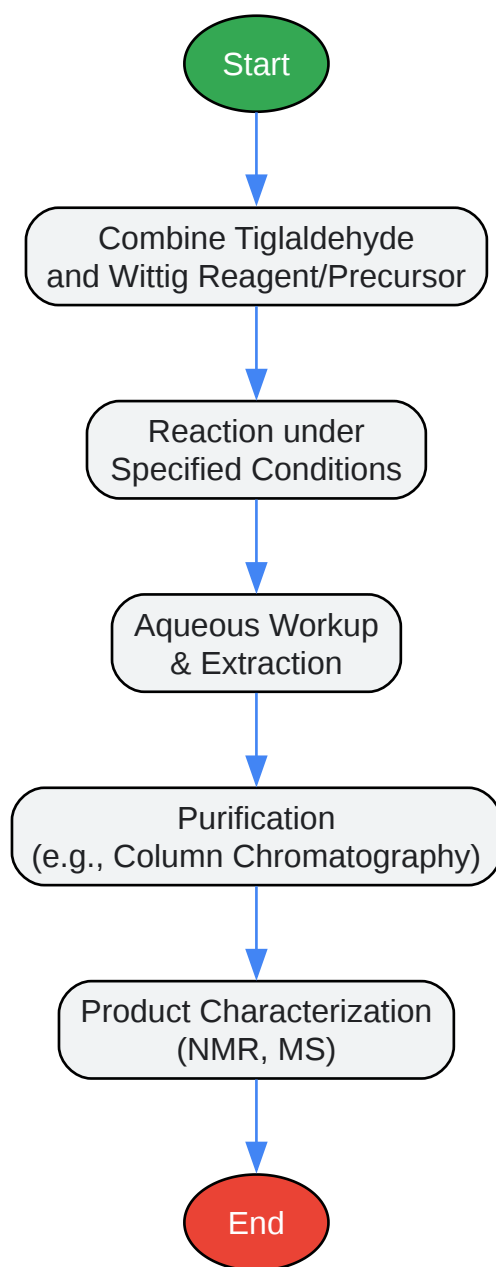 Start
Combine Tiglaldehyde
and Wittig Reagent/Precursor
Reaction under
Specified Conditions
Aqueous Workup
& Extraction
Purification
(e.g., Column Chromatography)
Product Characterization
(NMR, MS)
End